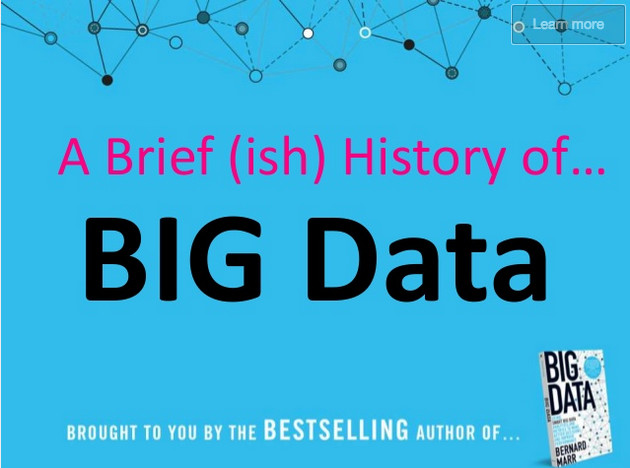 Learn more
A Brief (ish) History of...
BIG Data
BROUGHT TO YOU BY THE BESTSELLING AUTHOR OF...
BIG
DATA
BERNARD
MARR